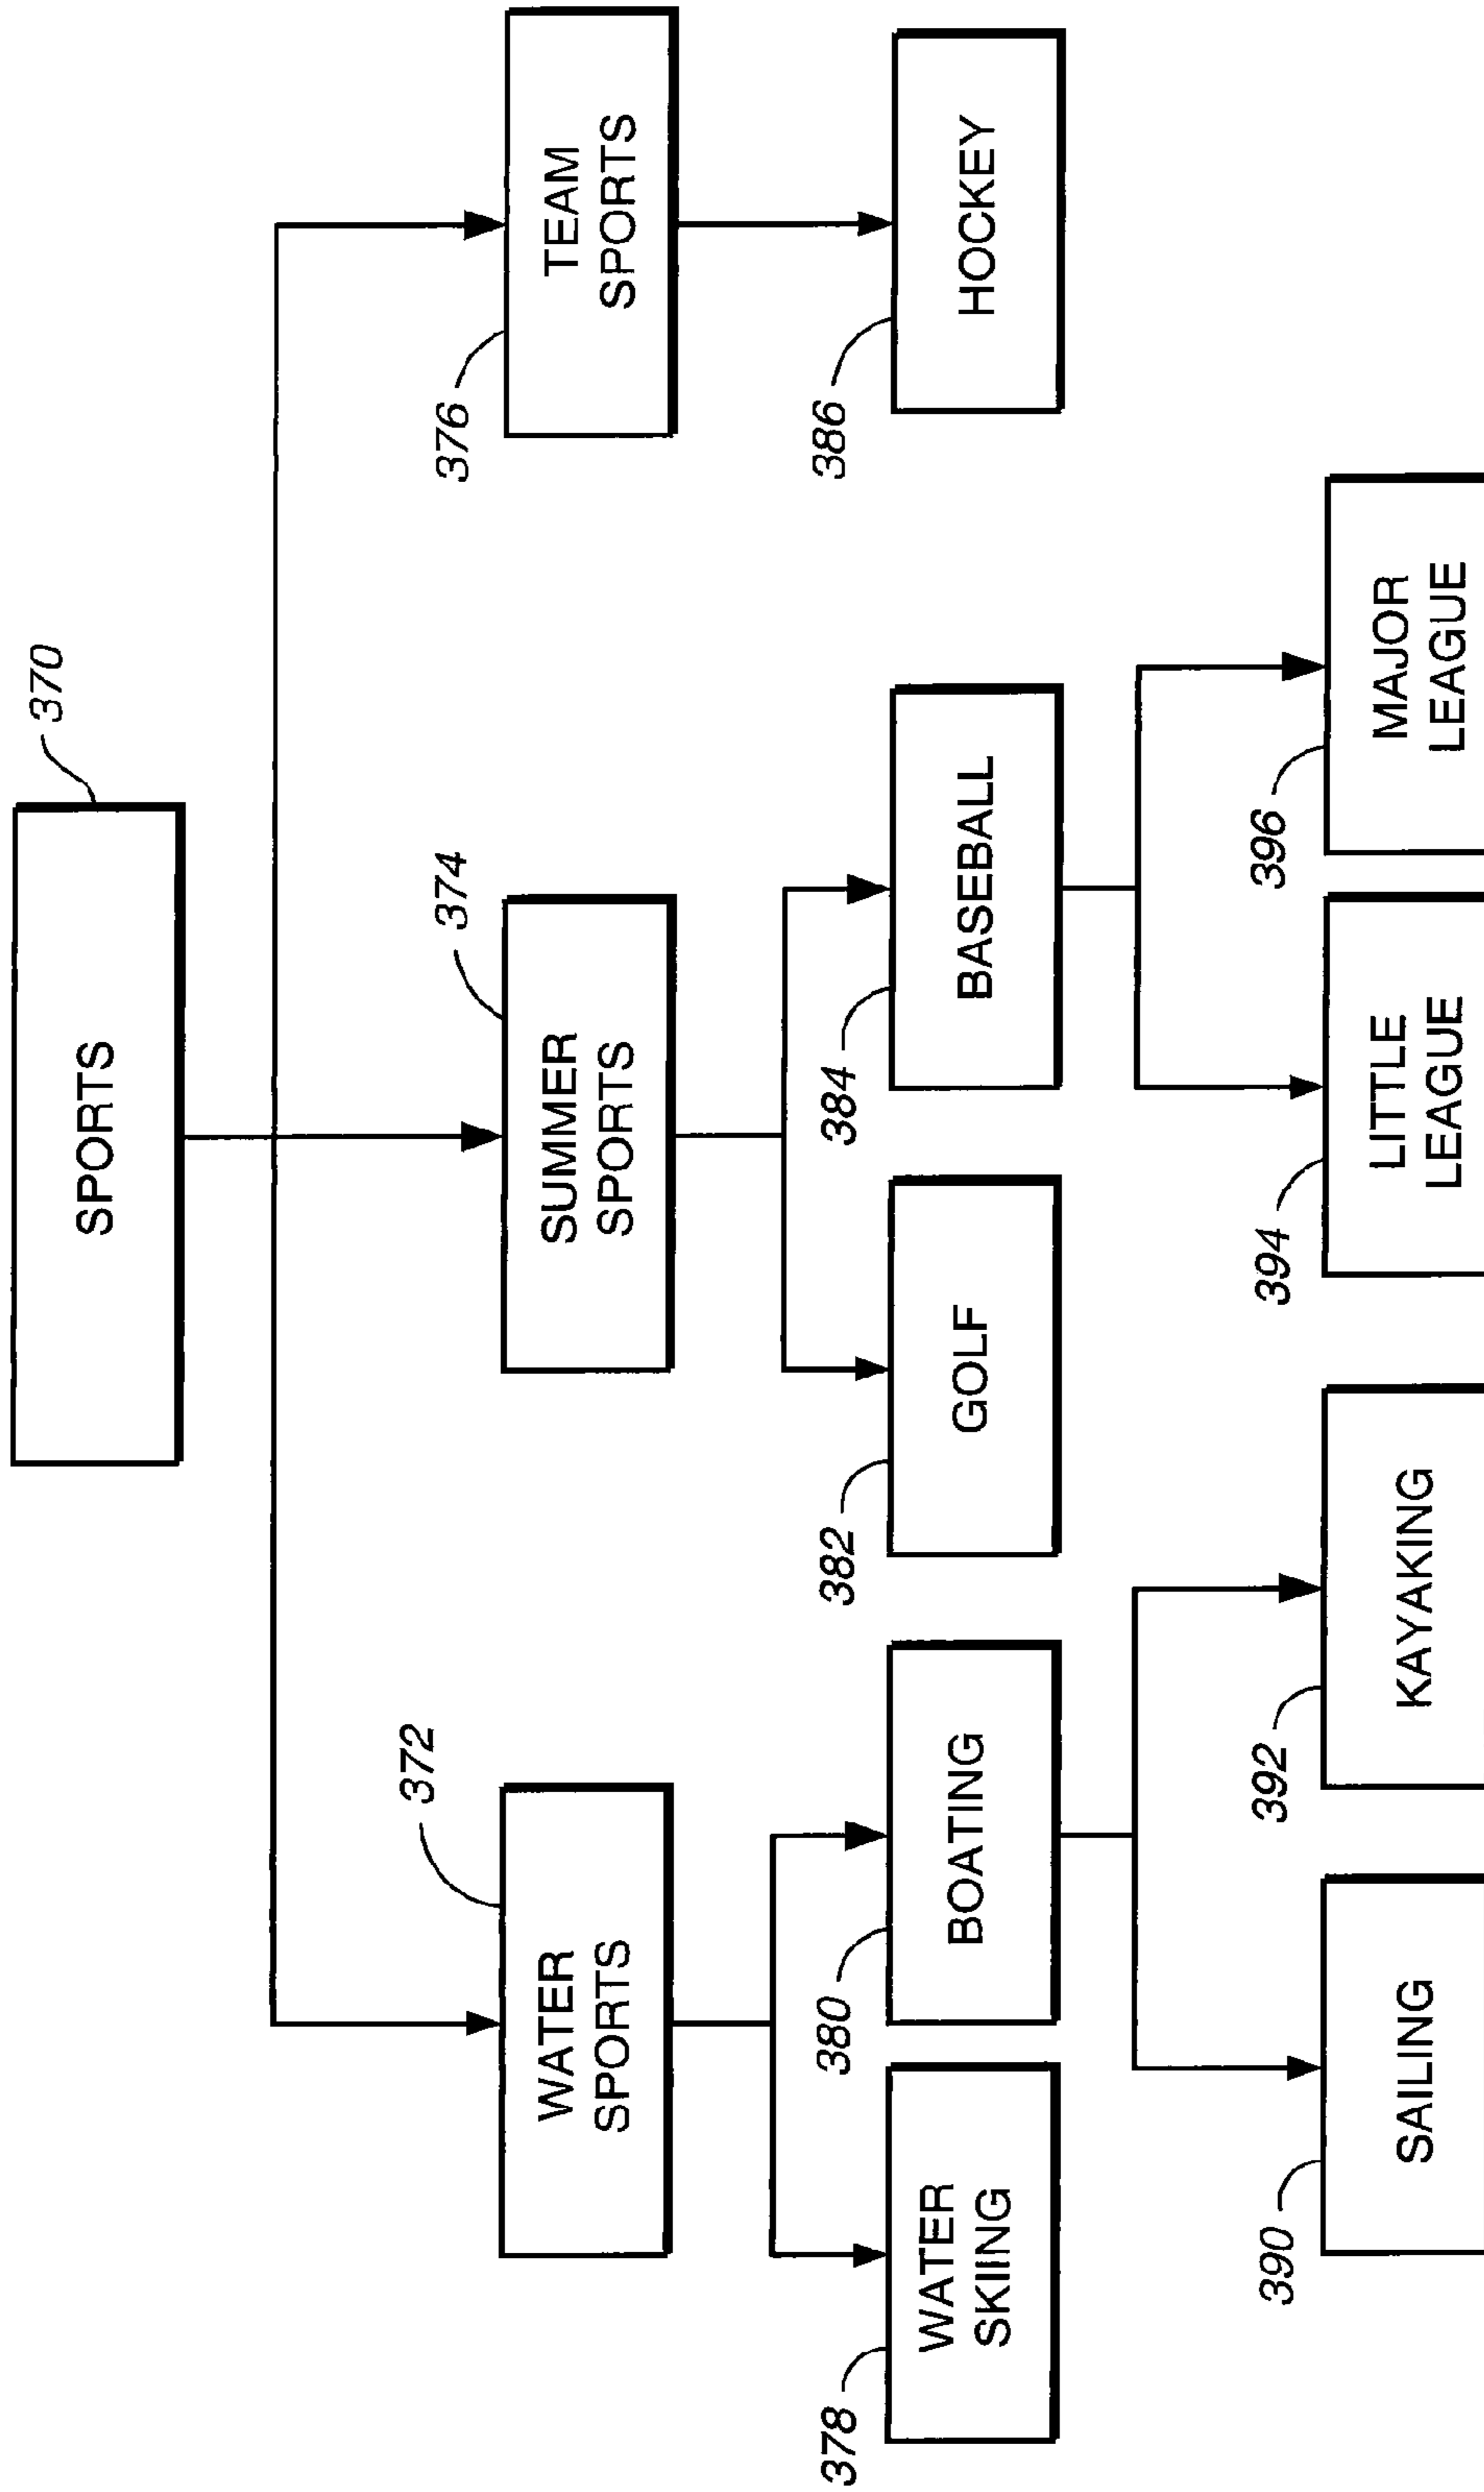 SPORTS
370
WATER
SPORTS
372
SUMMER
SPORTS
374
TEAM
SPORTS
376
WATER
SKIING
378
BOATING
380
GOLF
382
BASEBALL
384
HOCKEY
386
SAILING
390
KAYAKING
392
LITTLE
LEAGUE
394
MAJOR
LEAGUE
396